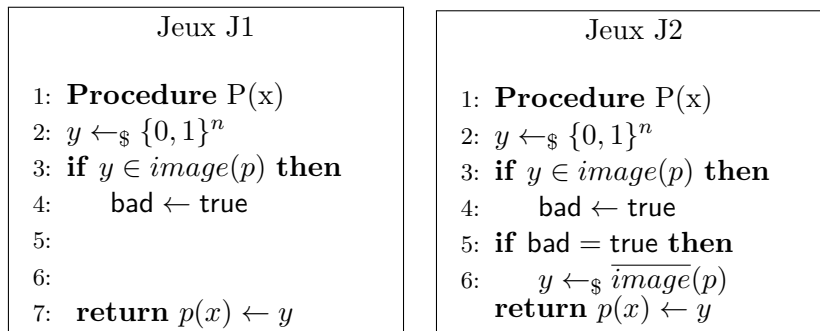 Jeux J1
1: Procedure P(x)
2: y ←$ {0, 1}^n
3: if y ∈ image(p) then
4: bad ← true
5:
6:
7: return p(x) ← y
Jeux J2
1: Procedure P(x)
2: y ←$ {0, 1}^n
3: if y ∈ image(p) then
4: bad ← true
5: if bad = true then
6: y ←$ \overline{image}(p)
return p(x) ← y